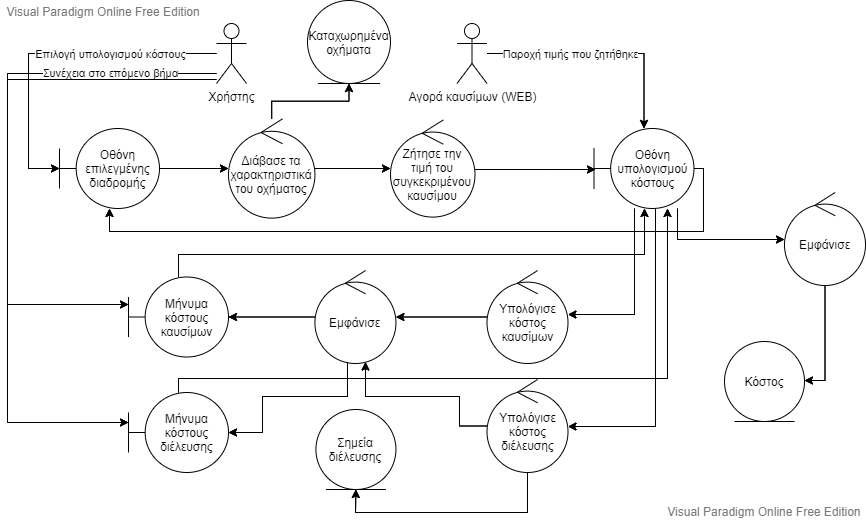 Visual Paradigm Online Free Edition
Επιλογή υπολογισμού κόστους
Συνέχεια στο επόμενο βήμα
Χρήστης
Καταχωρημένα
οχήματα
Αγορά καυσίμων (WEB)
Παροχή τιμής που ζητήθηκε
Οθόνη
επιλεγμένης
διαδρομής
Διάβασε τα
χαρακτηριστικά
του οχήματος
Ζήτησε την
τιμή του
συγκεκριμένου
καυσίμου
Οθόνη
υπολογισμού
κόστους
Εμφάνισε
Μήνυμα
κόστους
καυσίμων
Εμφάνισε
Υπολόγισε
κόστος
καυσίμων
Κόστος
Μήνυμα
κόστους
διέλευσης
Σημεία
διέλευσης
Υπολόγισε
κόστος
διέλευσης
Visual Paradigm Online Free Edition